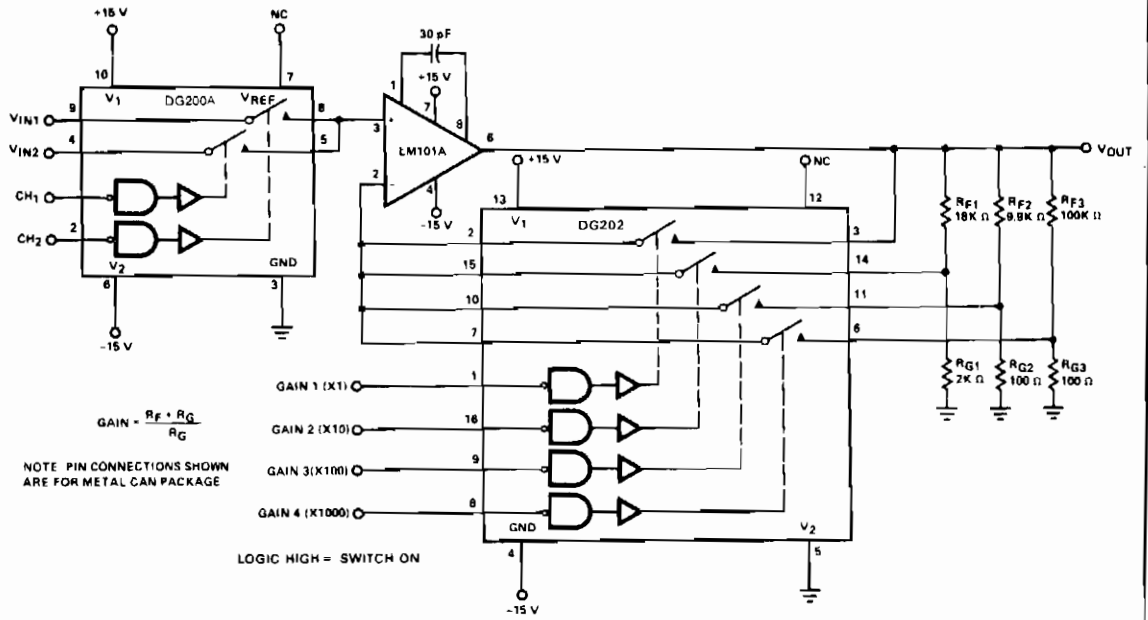 +15 V
NC
10
7
V1
DG200A
VREF
VIN1
9
8
VIN2
4
5
CH1
1
CH2
2
V2
GND
6
3
-15 V
30 pF
+15 V
1
7
8
3
+
LM101A
6
2
-
4
-15 V
+15 V
NC
VOUT
13
12
V1
DG202
2
3
15
14
10
11
7
6
RF1
18K Ω
RF2
9.9K Ω
RF3
100K Ω
RG1
2K Ω
RG2
100 Ω
RG3
100 Ω
GAIN 1 (X1)
1
GAIN 2 (X10)
16
GAIN 3(X100)
9
GAIN 4 (X1000)
8
GND
V2
4
5
-15 V
GAIN = RF + RG
RG
NOTE PIN CONNECTIONS SHOWN
ARE FOR METAL CAN PACKAGE
LOGIC HIGH = SWITCH ON